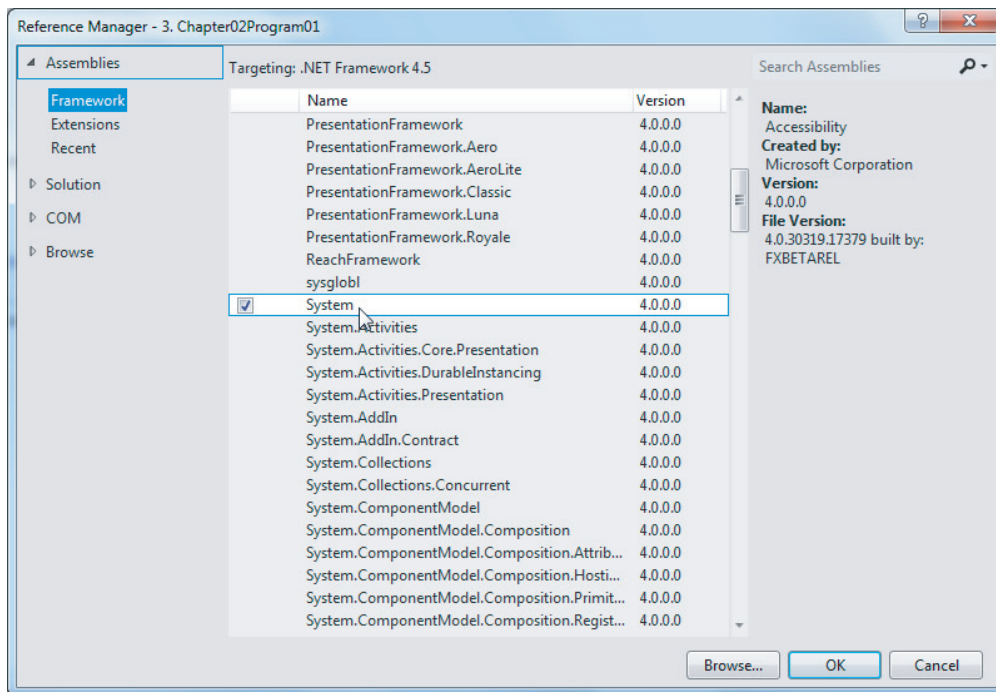 Reference Manager - 3. Chapter02Program01
Assemblies
Framework
Extensions
Recent
Solution
COM
Browse
Targeting: .NET Framework 4.5
Name Version
PresentationFramework 4.0.0.0
PresentationFramework.Aero 4.0.0.0
PresentationFramework.AeroLite 4.0.0.0
PresentationFramework.Classic 4.0.0.0
PresentationFramework.Luna 4.0.0.0
PresentationFramework.Royale 4.0.0.0
ReachFramework 4.0.0.0
sysglobl 4.0.0.0
System 4.0.0.0
System.Activities 4.0.0.0
System.Activities.Core.Presentation 4.0.0.0
System.Activities.DurableInstancing 4.0.0.0
System.Activities.Presentation 4.0.0.0
System.AddIn 4.0.0.0
System.AddIn.Contract 4.0.0.0
System.Collections 4.0.0.0
System.Collections.Concurrent 4.0.0.0
System.ComponentModel 4.0.0.0
System.ComponentModel.Composition 4.0.0.0
System.ComponentModel.Composition.Attrib... 4.0.0.0
System.ComponentModel.Composition.Hosti... 4.0.0.0
System.ComponentModel.Composition.Primit... 4.0.0.0
System.ComponentModel.Composition.Regist... 4.0.0.0
Search Assemblies
Name:
Accessibility
Created by:
Microsoft Corporation
Version:
4.0.0.0
File Version:
4.0.30319.17379 built by:
FXBETAREL
Browse... OK Cancel